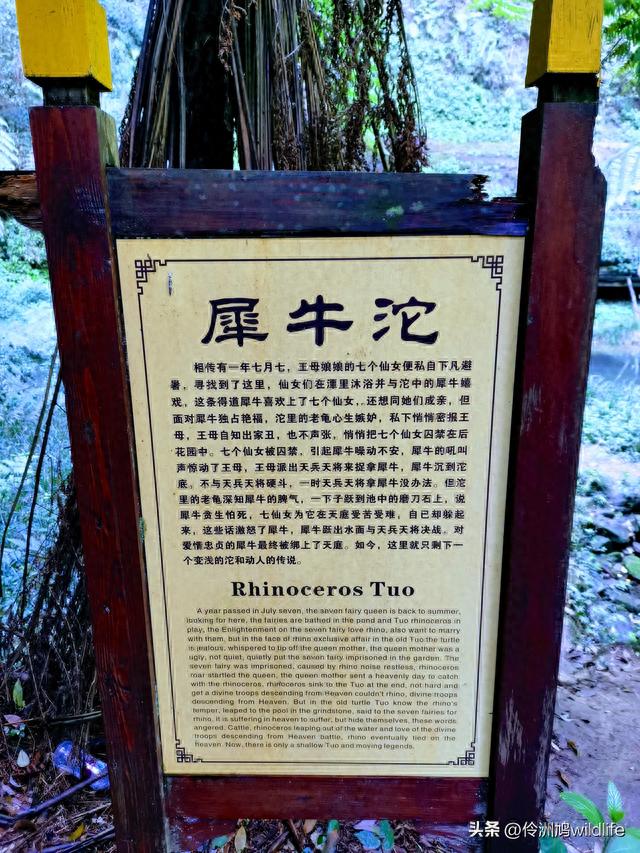 犀牛沱
相传有一年七月七，王母娘娘的七个仙女便私自下凡避
暑，寻找到了这里，仙女们在潭里沐浴并与沱中的犀牛嬉
戏，这条得道犀牛喜欢上了七个仙女，还想同她们成亲，但
面对犀牛独占艳福，沱里的老龟心生嫉妒，私下悄悄密报王
母，王母自知出家丑，也不声张，悄悄把七个仙女囚禁在后
花园中。七个仙女被囚禁，引起犀牛噪动不安，犀牛的吼叫
声惊动了王母，王母派出天兵天将来捉拿犀牛，犀牛沉到沱
底，不与天兵天将硬斗，一时天兵天将拿犀牛没办法。但沱
里的老龟深知犀牛的脾气，一下子跃到池中的磨刀石上，说
犀牛贪生怕死，七仙女为它在天庭受苦受难，自已却躲起
来，这些话激怒了犀牛，犀牛跃出水面与天兵天将决战。对
爱情忠贞的犀牛最终被绑上了天庭。如今，这里就只剩下一
个变浅的沱和动人的传说。
Rhinoceros Tuo
A year passed in July seven, the seven fairy queen is back to summer,
looking for here, the fairies are bathed in the pond and Tuo rhinoceros in
play, the Enlightenment on the seven fairy love rhino, also want to marry
with them, but in the face of rhino exclusive affair in the old Tuo the turtle
is jealous, whispered to tip off the queen mother, the queen mother was a
ugly, not quiet, quietly put the seven fairy imprisoned in the garden. The
seven fairy was imprisoned, caused by rhino noise restless, rhinoceros
roar startled the queen, the queen mother sent a heavenly day to catch
with the rhinoceros, rhinoceros sink to the Tuo at the end, not hard and
get a divine troops descending from Heaven couldn't rhino, divine troops
descending from Heaven. But in the old turtle Tuo know the rhino's
temper, leaped to the pool in the grindstone, said to the seven fairies for
rhino, it is suffering in heaven to suffer, but hide themselves, these words
angered. Cattle, rhinoceros leaping out of the water and love of the divine
troops descending from Heaven battle, rhino eventually tied on the
heaven. Now, there is only a shallow Tuo and moving legends.
头条 @伶洲鸠wildlife